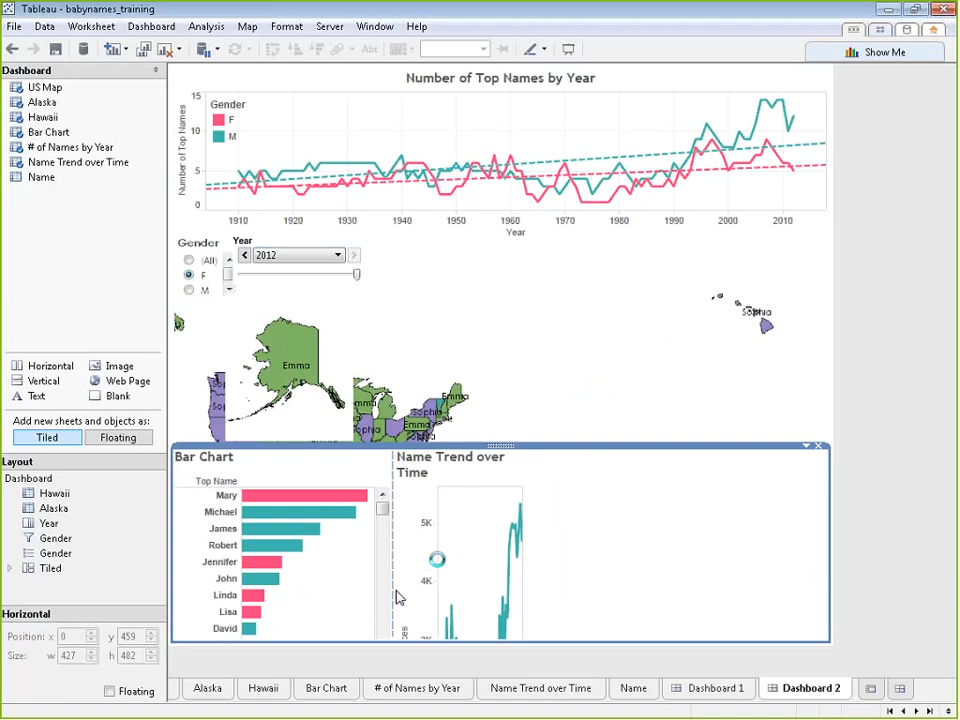 Tableau - babynames_training
File Data Worksheet Dashboard Analysis Map Format Server Window Help
Abc
Show Me
Dashboard
US Map
Alaska
Hawaii
Bar Chart
# of Names by Year
Name Trend over Time
Name
Horizontal Image
Vertical Web Page
Text Blank
Add new sheets and objects as:
Tiled Floating
Layout
Dashboard
Hawaii
Alaska
Year
Gender
Gender
Tiled
Horizontal
Position: x 0 y 459
Size: w 427 h 482
Floating
Number of Top Names by Year
Number of Top Names
15
10
5
0
Gender
F
M
1910 1920 1930 1940 1950 1960 1970 1980 1990 2000 2010
Year
Gender
(All)
F
M
Year
2012
Sophia
Emma
Emma
Sophia
Emma
Sophia
Bar Chart
Top Name
Mary
Michael
James
Robert
Jennifer
John
Linda
Lisa
David
Name Trend over
Time
5K
4K
Alaska Hawaii Bar Chart # of Names by Year Name Trend over Time Name Dashboard 1 Dashboard 2